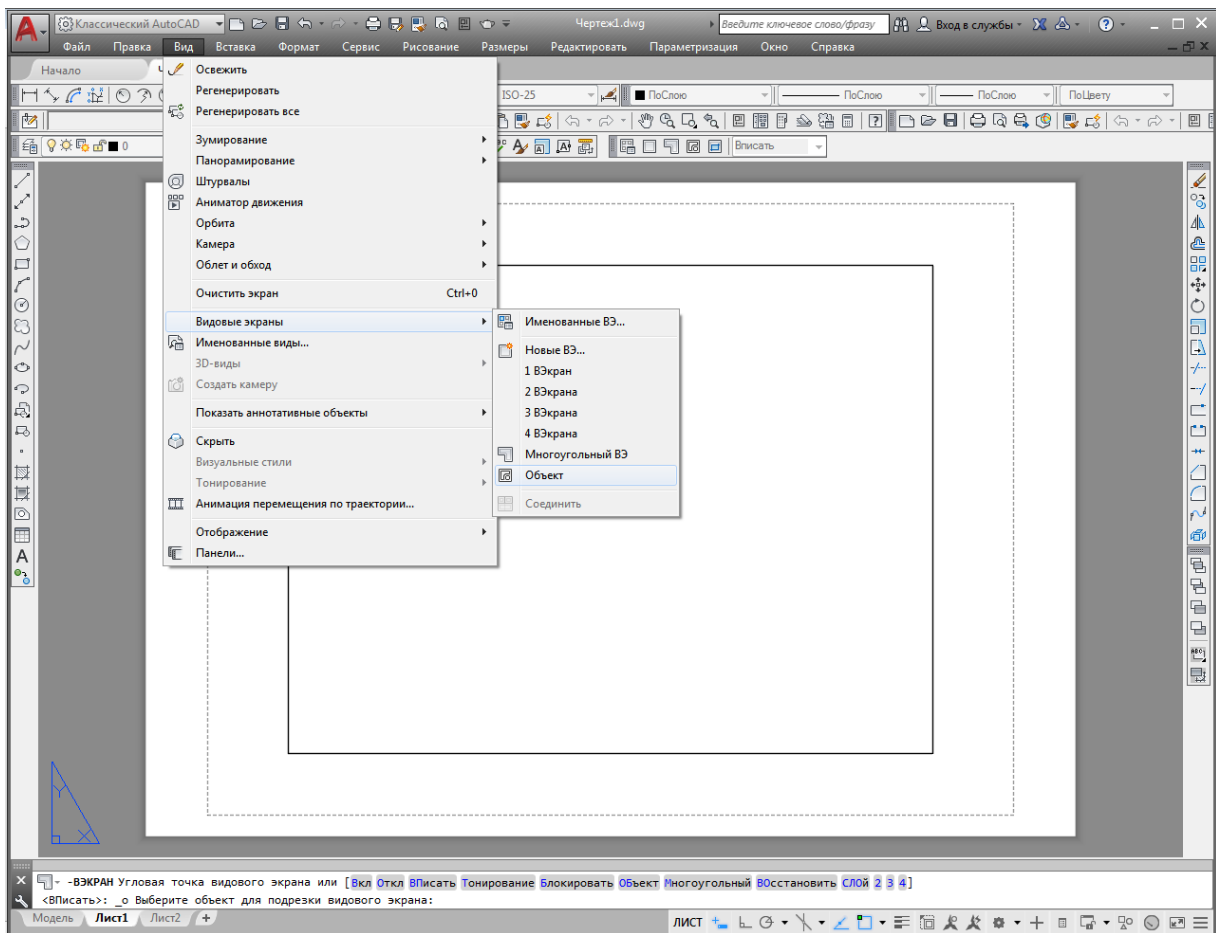 Классический AutoCAD Чертеж1.dwg Введите ключевое слово/фразу Вход в службы
Файл Правка Вид Вставка Формат Сервис Рисование Размеры Редактировать Параметризация Окно Справка
Начало
Освежить
Регенерировать
ISO-25 ПоСлою ПоСлою ПоСлою ПоЦвету
Регенерировать все
0
Зумирование
Вписать
Панорамирование
Штурвалы
Аниматор движения
Орбита
Камера
Облет и обход
Очистить экран Ctrl+0
Видовые экраны
Именованные ВЭ...
Именованные виды...
3D-виды
Новые ВЭ...
1 ВЭкран
Создать камеру
2 ВЭкрана
Показать аннотативные объекты
3 ВЭкрана
4 ВЭкрана
Скрыть
Многоугольный ВЭ
Визуальные стили
Объект
Тонирование
Анимация перемещения по траектории...
Соединить
Отображение
Панели...
A
Y
X
-ВЭКРАН Угловая точка видового экрана или [Вкл Откл ВПисать Тонирование Блокировать ОБъект Многоугольный ВОсстановить СЛОй 2 3 4]
<ВПисать>: _o Выберите объект для подрезки видового экрана:
Модель Лист1 Лист2 + ЛИСТ